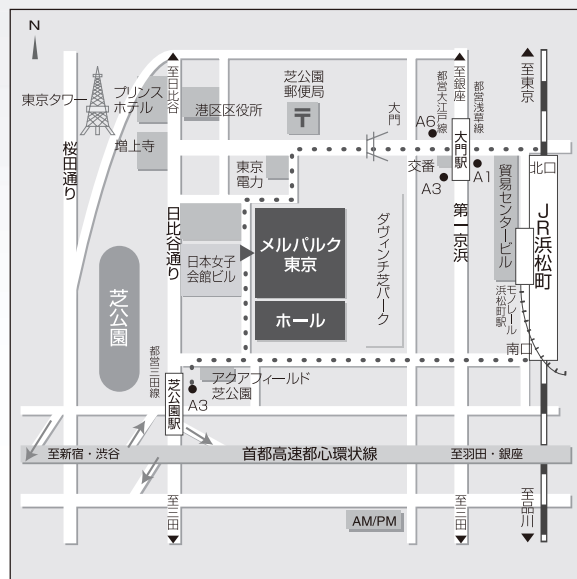 N
東京タワー
プリンス
ホテル
増上寺
桜田通り
至日比谷
港区区役所
芝公園
郵便局
〒
大門
A6
都営大江戸線
至銀座
都営浅草線
至東京
大門駅
交番
A3
A1
北口
東京
電力
日比谷通り
メルパルク
東京
ホール
日本女子
会館ビル
ダヴィンチ芝パーク
第一京浜
貿易センタービル
JR浜松町
モノレール
浜松町駅
南口
芝公園
都営三田線
芝公園駅
アクアフィールド
芝公園
A3
至新宿・渋谷
首都高速都心環状線
至羽田・銀座
至三田
AM/PM
至三田
至品川